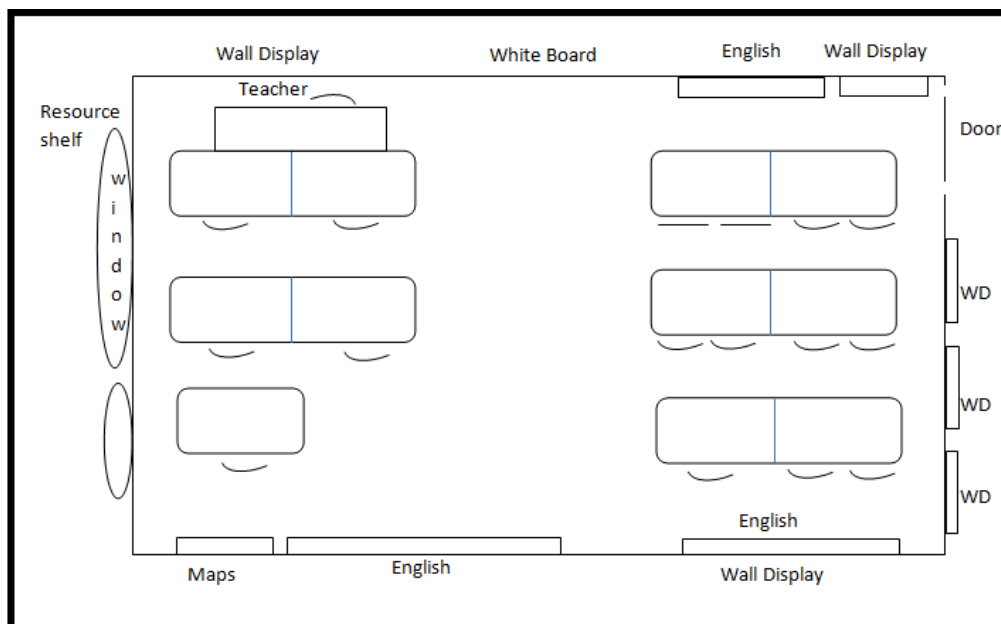 Wall Display
White Board
English
Wall Display
Teacher
Resource
shelf
Door
window
WD
WD
WD
English
Maps
English
Wall Display